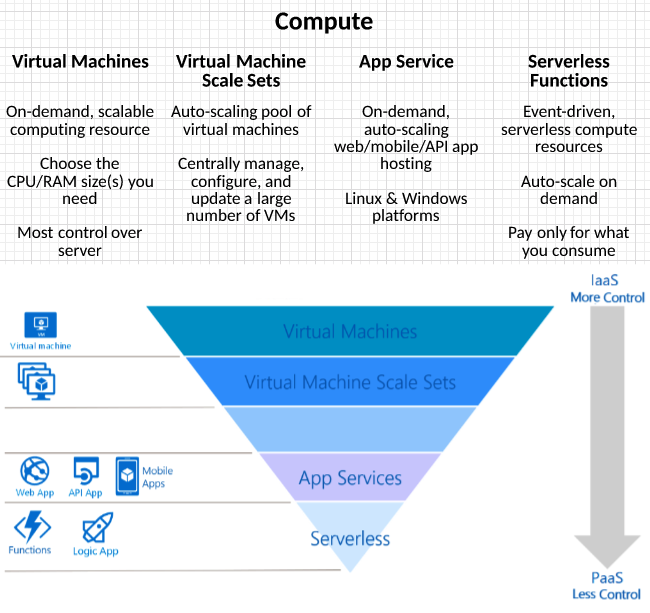 Compute
Virtual Machines
On-demand, scalable
computing resource
Choose the
CPU/RAM size(s) you
need
Most control over
server
Virtual Machine
Scale Sets
Auto-scaling pool of
virtual machines
Centrally manage,
configure, and
update a large
number of VMs
App Service
On-demand,
auto-scaling
web/mobile/API app
hosting
Linux & Windows
platforms
Serverless
Functions
Event-driven,
serverless compute
resources
Auto-scale on
demand
Pay only for what
you consume
IaaS
More Control
VM
Virtual machine
Virtual Machines
Virtual Machine Scale Sets
Web App
API App
Mobile
Apps
App Services
Functions
Logic App
Serverless
PaaS
Less Control